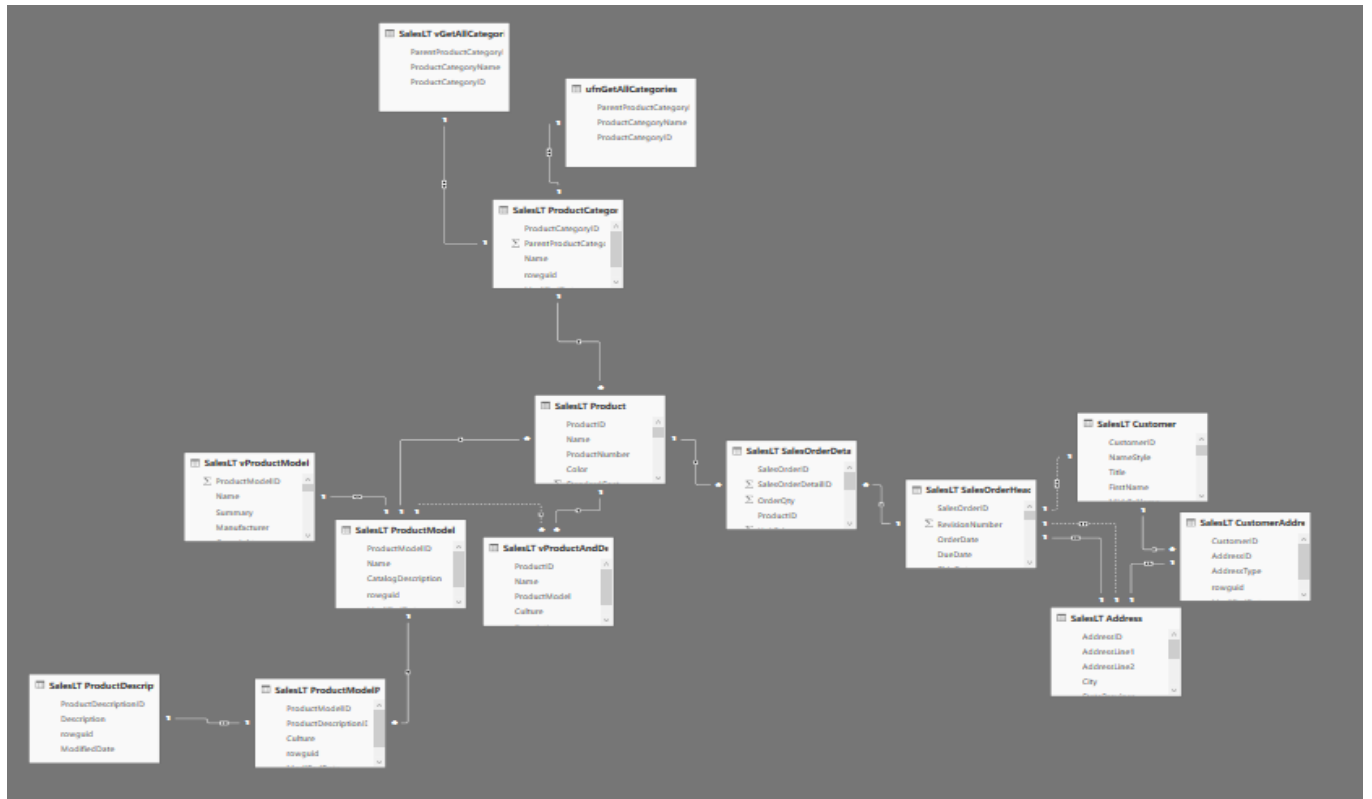 SalesLT vGetAllCategori
ParentProductCategoryI
ProductCategoryName
ProductCategoryID
ufnGetAllCategories
ParentProductCategoryI
ProductCategoryName
ProductCategoryID
SalesLT ProductCategor
ProductCategoryID
ParentProductCatego
Name
rowguid
SalesLT Product
ProductID
Name
ProductNumber
Color
SalesLT vProductModel
ProductModelID
Name
Summary
Manufacturer
SalesLT ProductModel
ProductModelID
Name
CatalogDescription
rowguid
SalesLT vProductAndDe
ProductID
Name
ProductModel
Culture
SalesLT SalesOrderDeta
SalesOrderID
SalesOrderDetailID
OrderQty
ProductID
SalesLT SalesOrderHeac
SalesOrderID
RevisionNumber
OrderDate
DueDate
SalesLT Customer
CustomerID
NameStyle
Title
FirstName
SalesLT CustomerAddre
CustomerID
AddressID
AddressType
rowguid
SalesLT Address
AddressID
AddressLine1
AddressLine2
City
SalesLT ProductDescrip
ProductDescriptionID
Description
rowguid
ModifiedDate
SalesLT ProductModelP
ProductModelID
ProductDescriptionII
Culture
rowguid